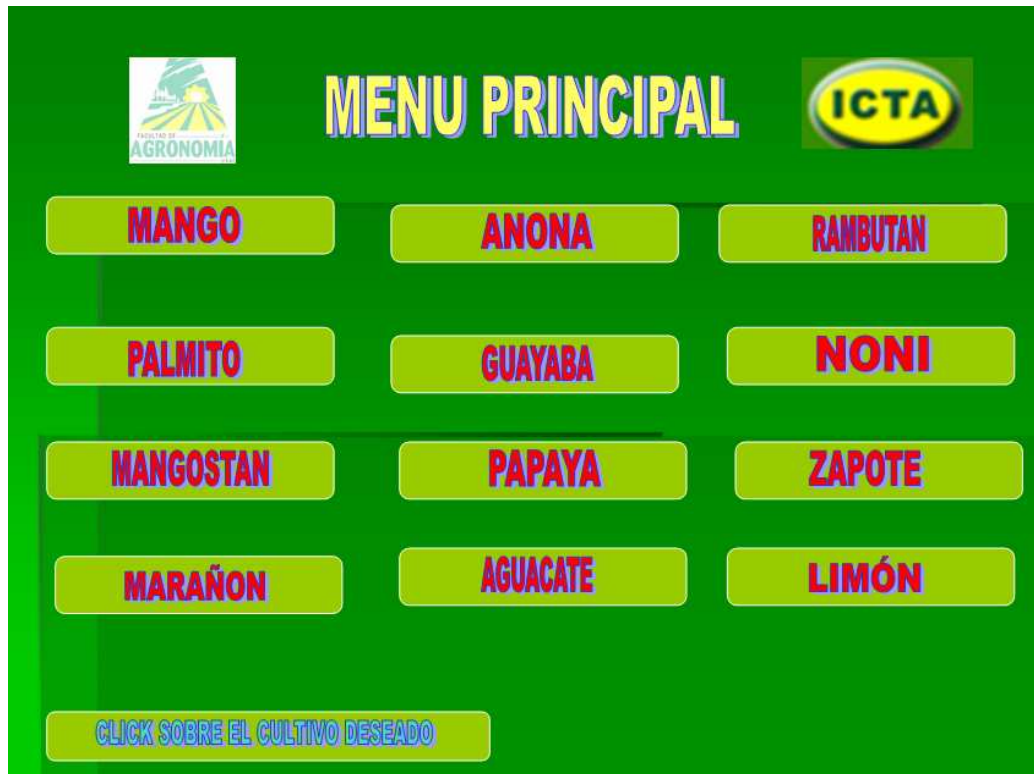 MENU PRINCIPAL
FACULTAD DE
AGRONOMIA
ICTA
MANGO
ANONA
RAMBUTAN
PALMITO
GUAYABA
NONI
MANGOSTAN
PAPAYA
ZAPOTE
MARAÑON
AGUACATE
LIMÓN
CLICK SOBRE EL CULTIVO DESEADO